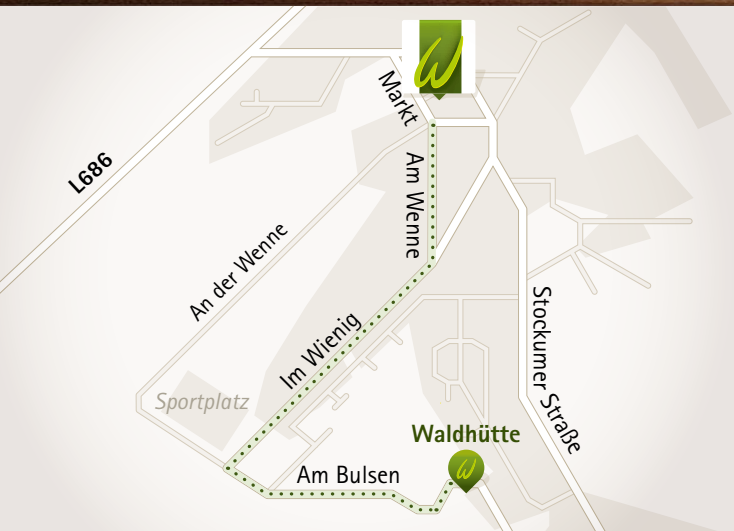 W
Markt
L686
Am Wenne
An der Wenne
Im Wienig
Stockumer Straße
Sportplatz
Waldhütte
W
Am Bulsen